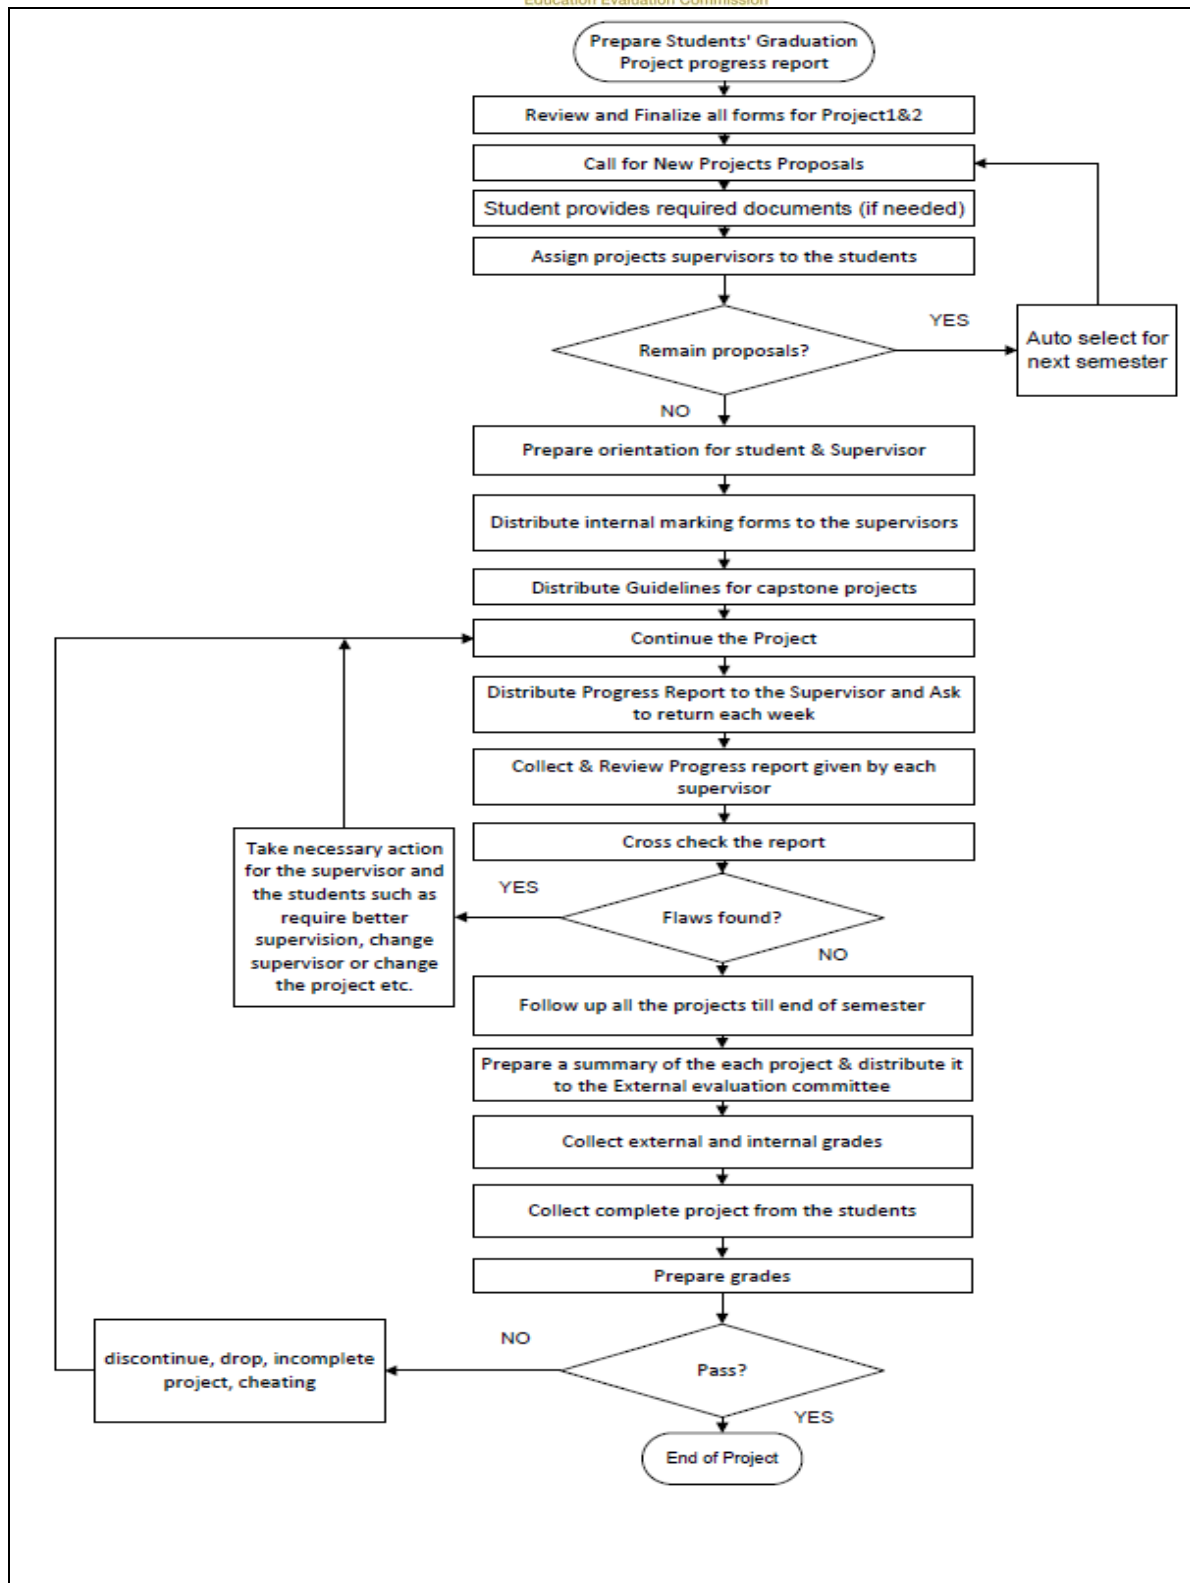 Education Evaluation Commission
Prepare Students' Graduation
Project progress report
Review and Finalize all forms for Project1&2
Call for New Projects Proposals
Student provides required documents (if needed)
Assign projects supervisors to the students
YES
Remain proposals?
Auto select for
next semester
NO
Prepare orientation for student & Supervisor
Distribute internal marking forms to the supervisors
Distribute Guidelines for capstone projects
Continue the Project
Distribute Progress Report to the Supervisor and Ask
to return each week
Collect & Review Progress report given by each
supervisor
Cross check the report
Take necessary action
for the supervisor and
the students such as
require better
supervision, change
supervisor or change
the project etc.
YES
Flaws found?
NO
Follow up all the projects till end of semester
Prepare a summary of the each project & distribute it
to the External evaluation committee
Collect external and internal grades
Collect complete project from the students
Prepare grades
NO
discontinue, drop, incomplete
project, cheating
Pass?
YES
End of Project